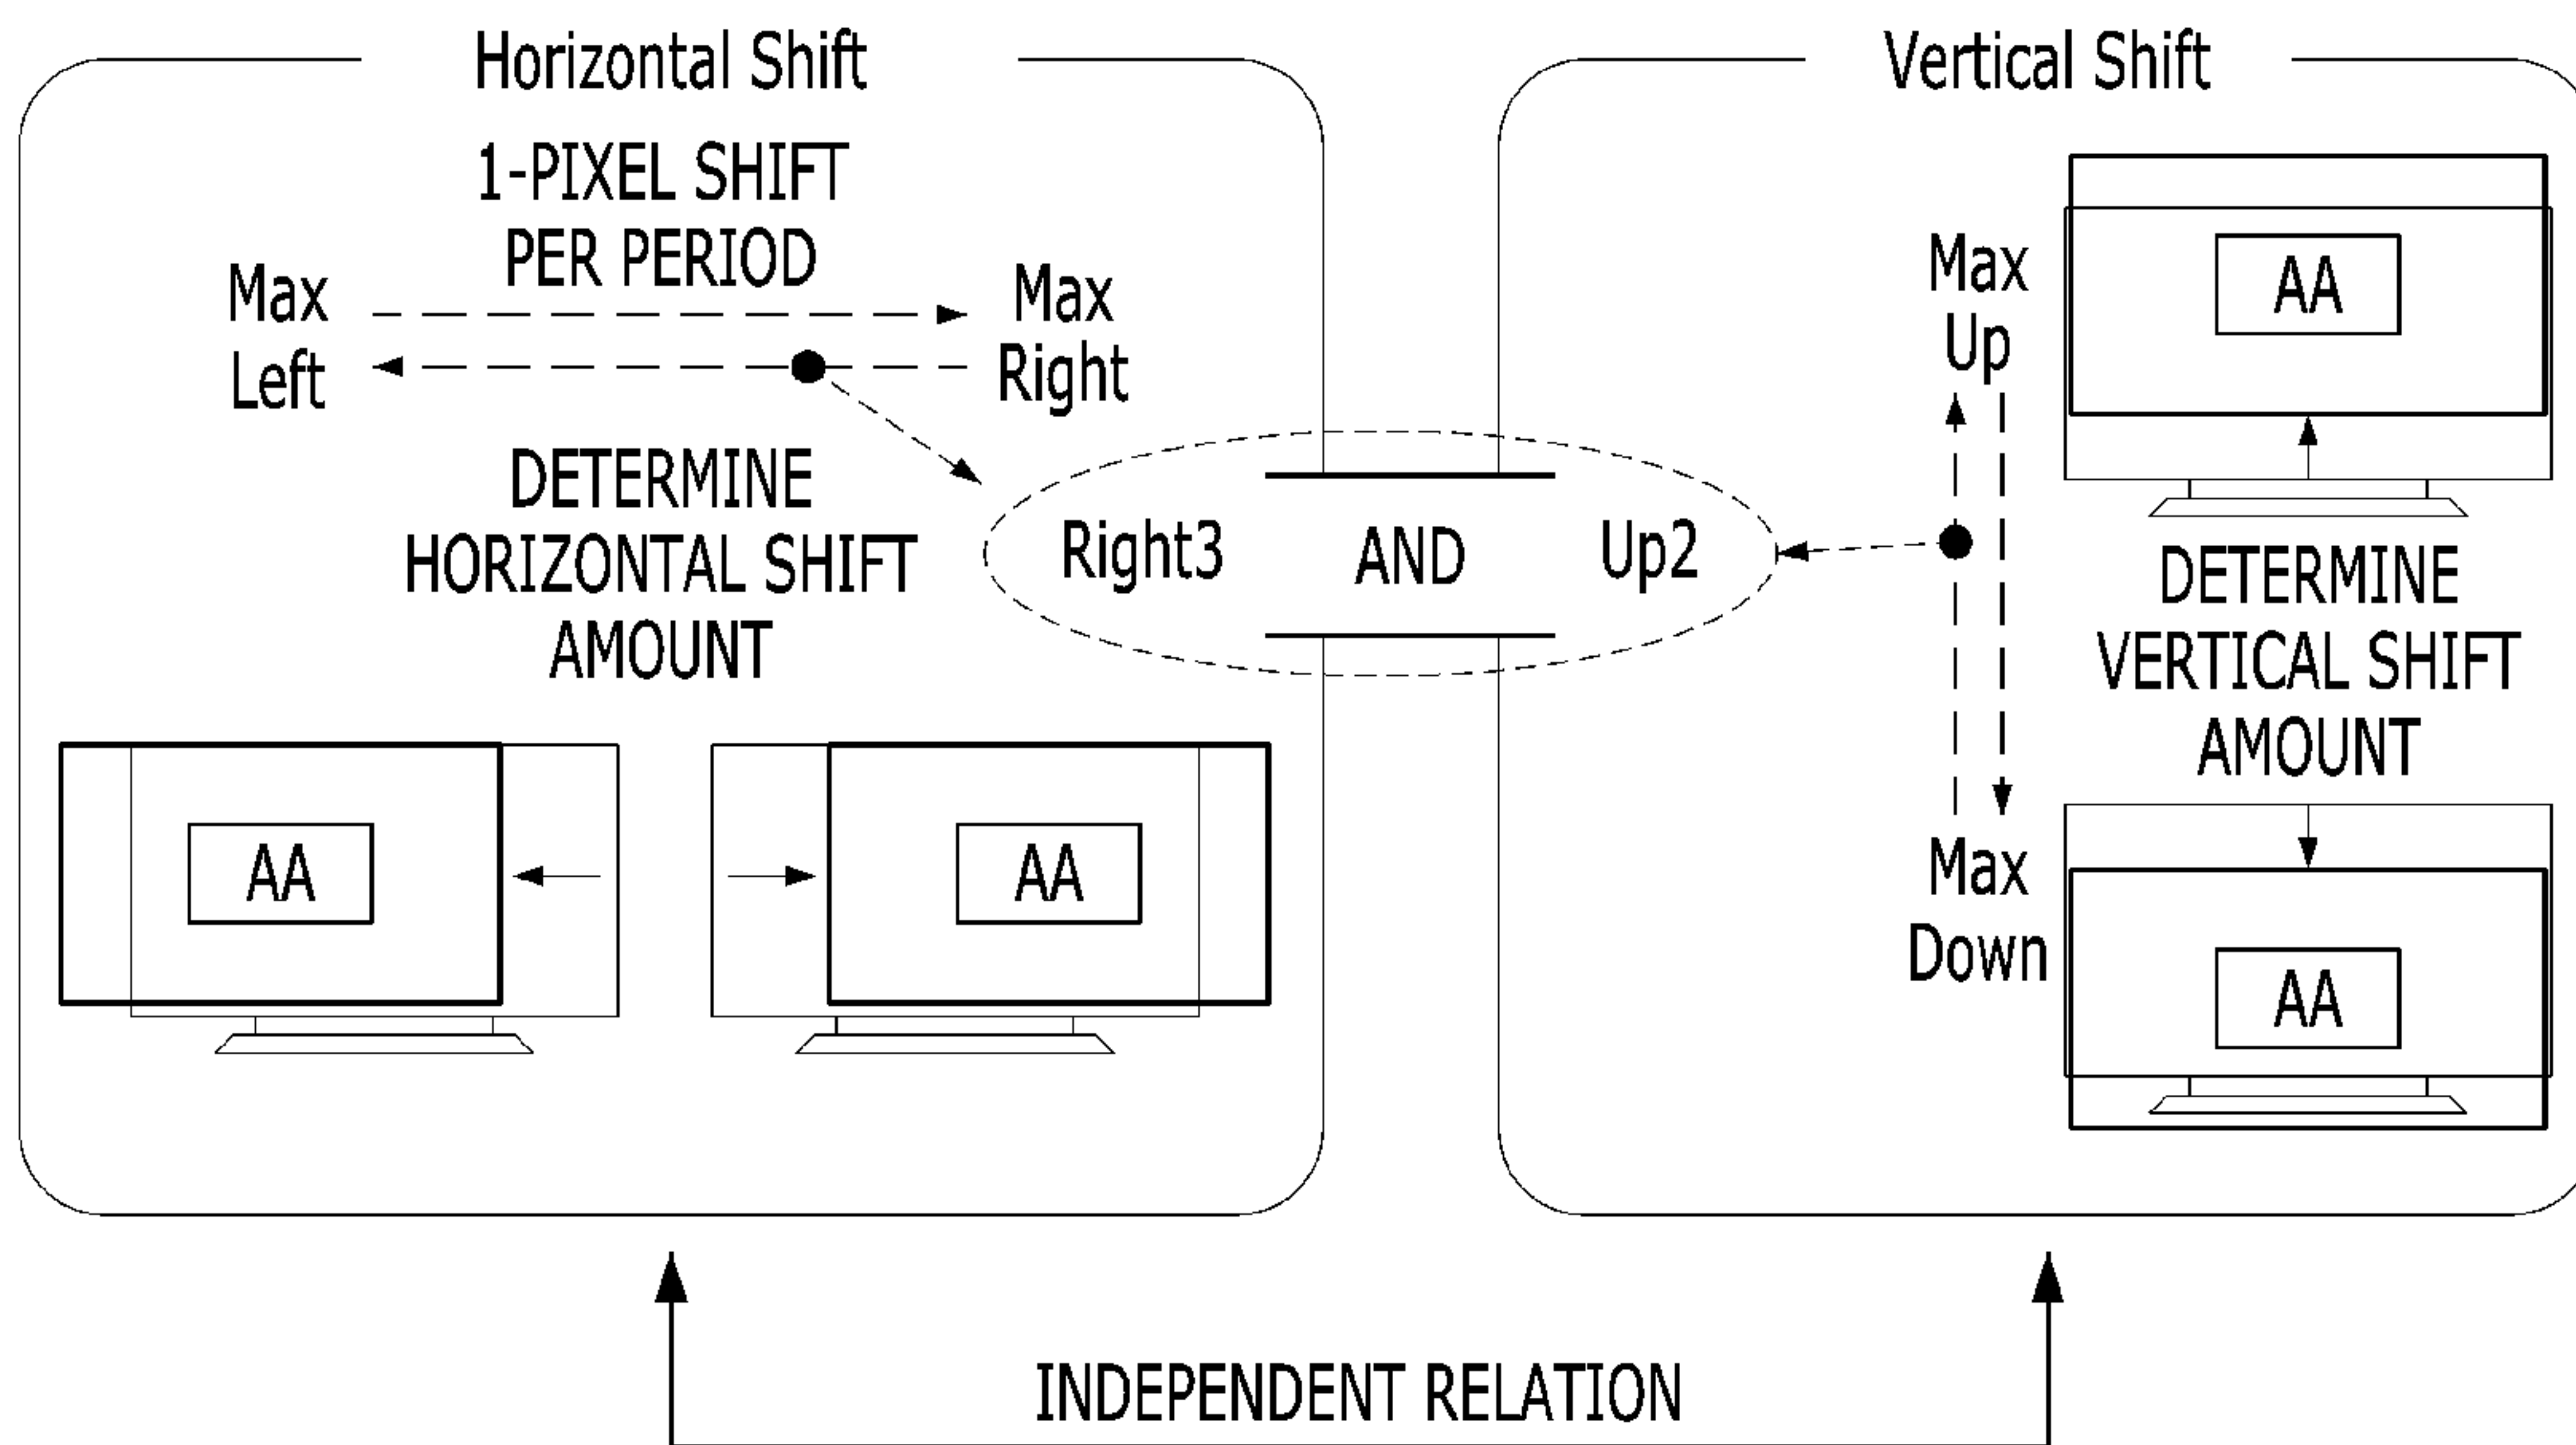 Horizontal Shift
1-PIXEL SHIFT
PER PERIOD
Max
Left
Max
Right
DETERMINE
HORIZONTAL SHIFT
AMOUNT
AA
AA
Right3
AND
Up2
Vertical Shift
Max
Up
AA
DETERMINE
VERTICAL SHIFT
AMOUNT
Max
Down
AA
INDEPENDENT RELATION